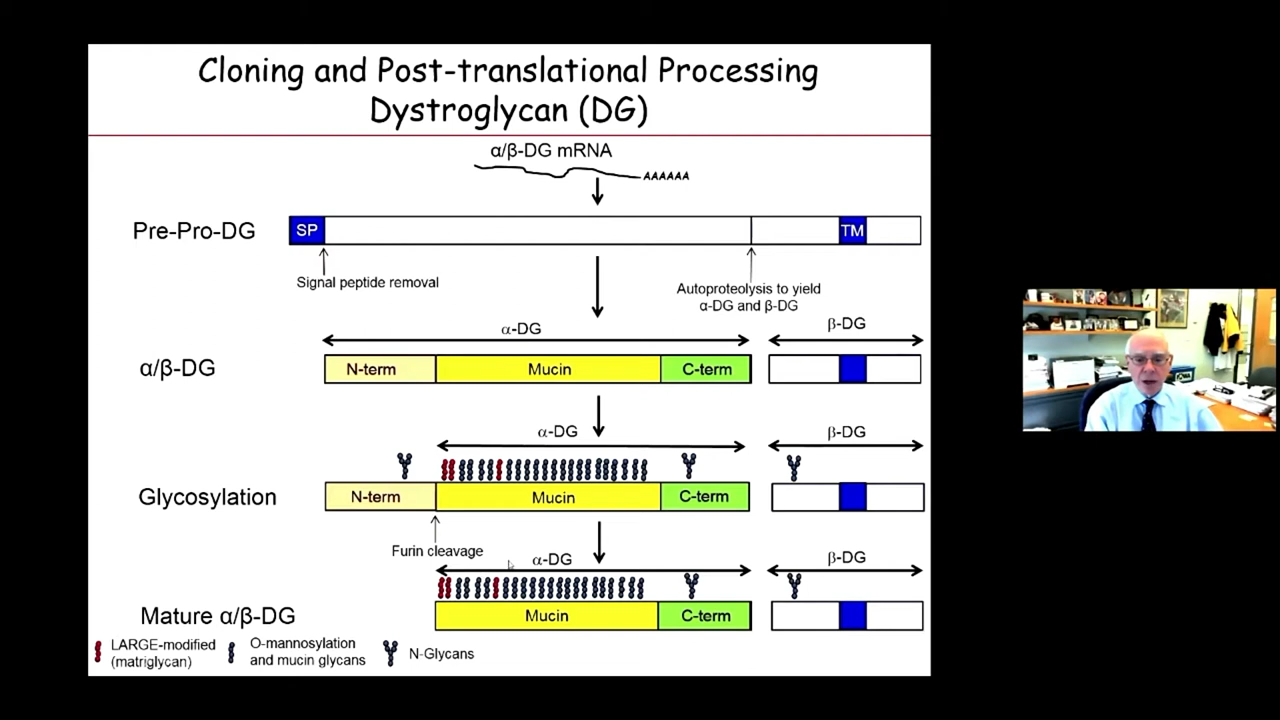 Cloning and Post-translational Processing
Dystroglycan (DG)
α/β-DG mRNA
AAAAAA
Pre-Pro-DG
SP
TM
Signal peptide removal
Autoproteolysis to yield
α-DG and β-DG
α-DG
β-DG
α/β-DG
N-term
Mucin
C-term
α-DG
β-DG
Glycosylation
N-term
Mucin
C-term
Furin cleavage
α-DG
β-DG
Mature α/β-DG
Mucin
C-term
LARGE-modified
(matriglycan)
O-mannosylation
and mucin glycans
N-Glycans